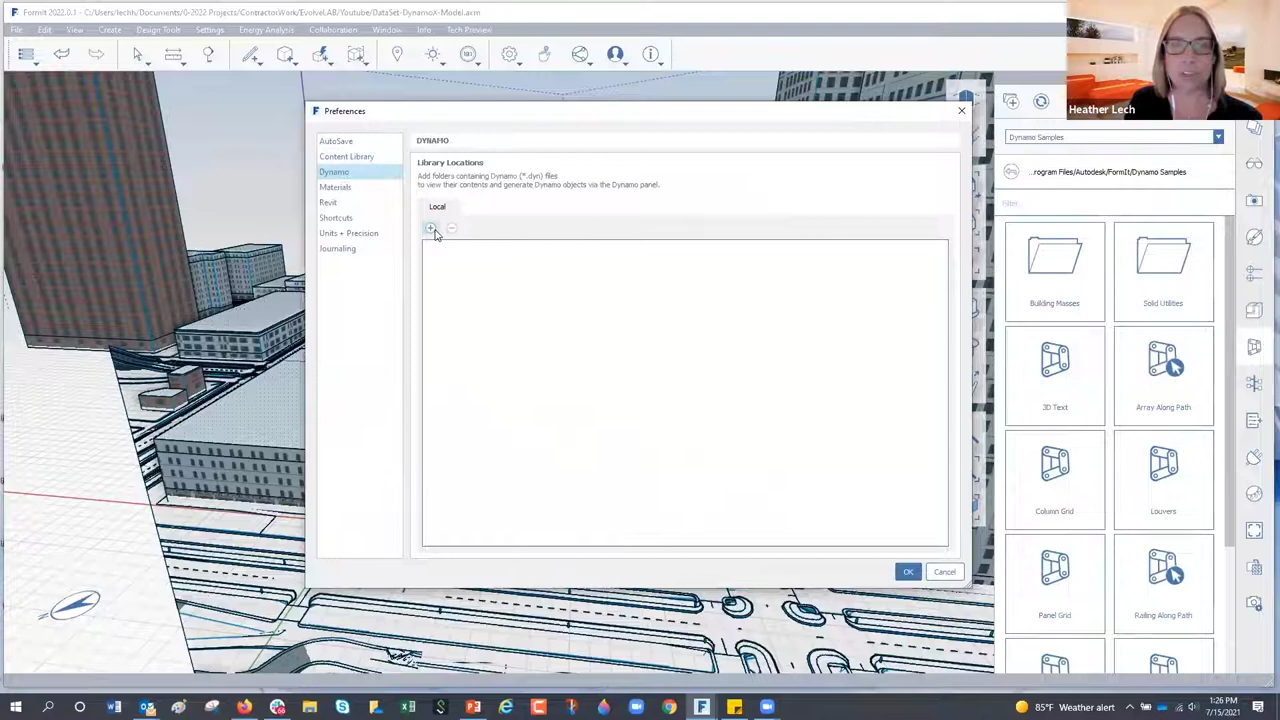 FormIt 2022.0.1 - C:/Users/lechh/Documents/0-2022 Projects/ContractorWork/EvolveLAB/Youtube/DataSet-DynamoX-Model.axm
File Edit View Create Design Tools Settings Energy Analysis Collaboration Window Info Tech Preview
Heather Lech
F Preferences
AutoSave
Content Library
Dynamo
Materials
Revit
Shortcuts
Units + Precision
Journaling
DYNAMO
Library Locations
Add folders containing Dynamo (*.dyn) files
to view their contents and generate Dynamo objects via the Dynamo panel.
Local
OK Cancel
Dynamo Samples
...rogram Files/Autodesk/FormIt/Dynamo Samples
Filter...
Building Masses Solid Utilities
3D Text Array Along Path
Column Grid Louvers
Panel Grid Railing Along Path
85°F Weather alert
1:26 PM
7/15/2021